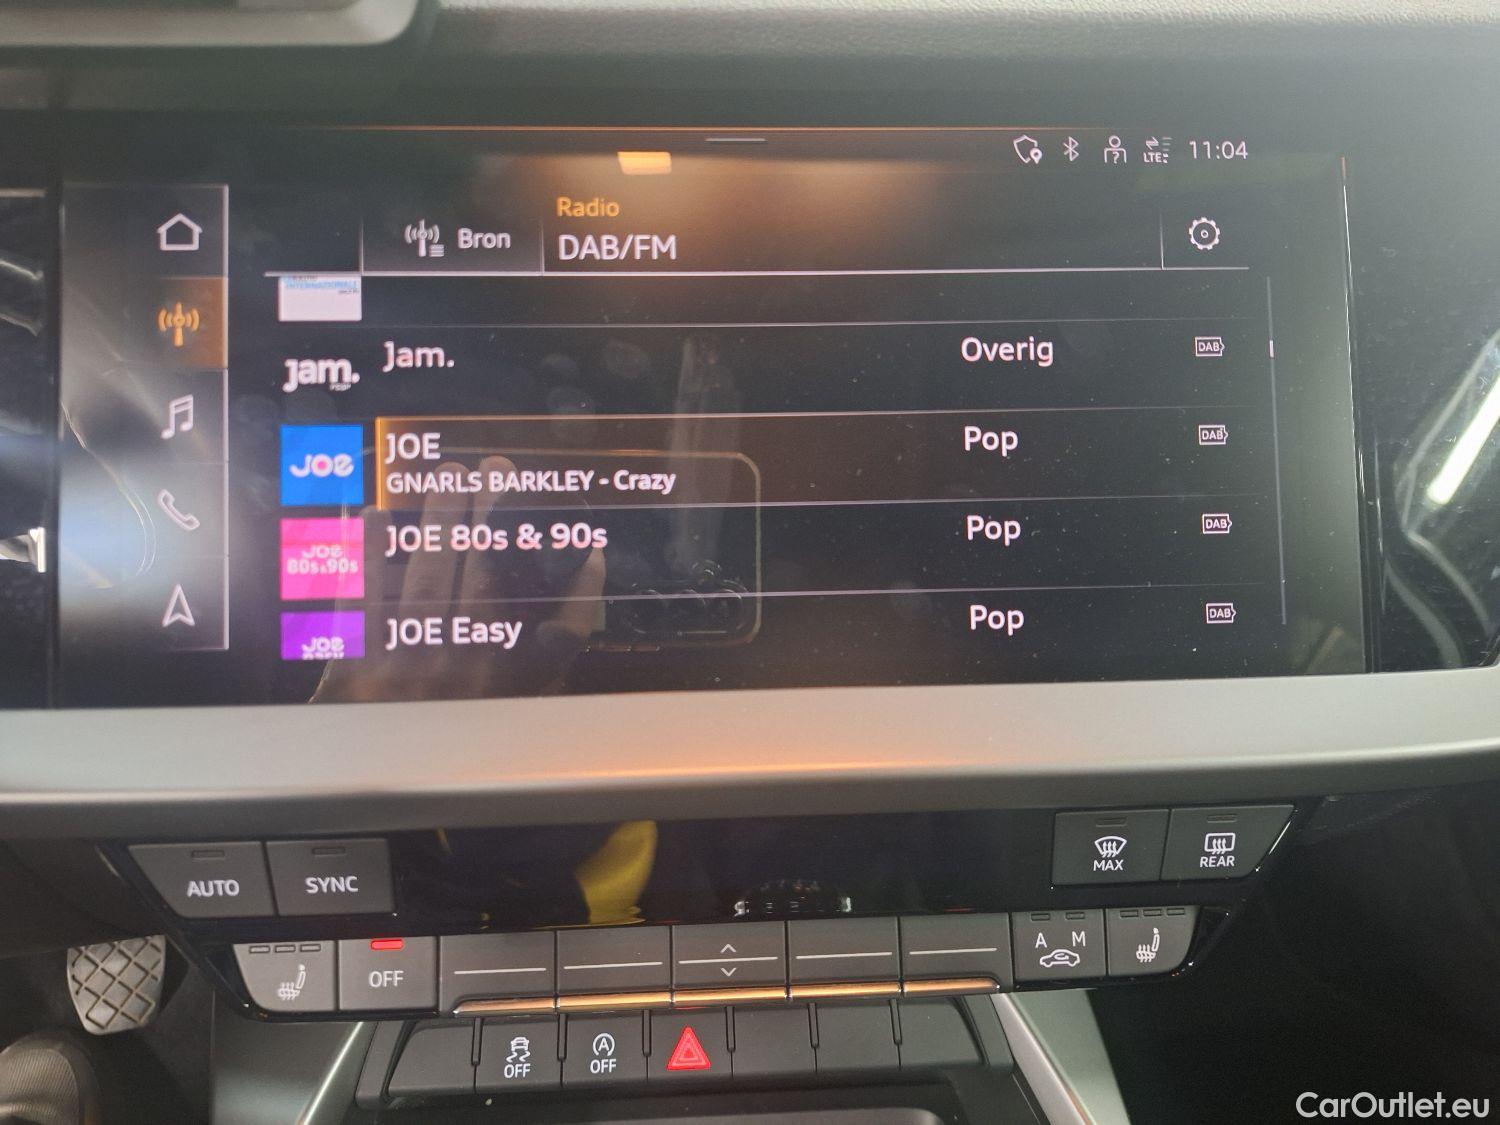 LTE
11:04
Radio
Bron
DAB/FM
INTERNAZIONALE
jam.
Jam.
Overig
DAB
JOE
JOE
Pop
DAB
GNARLS BARKLEY - Crazy
JOE
80s&90s
JOE 80s & 90s
Pop
DAB
JOE
JOE Easy
Pop
DAB
AUTO
SYNC
MAX
REAR
OFF
A M
OFF
A
OFF
CarOutlet.eu